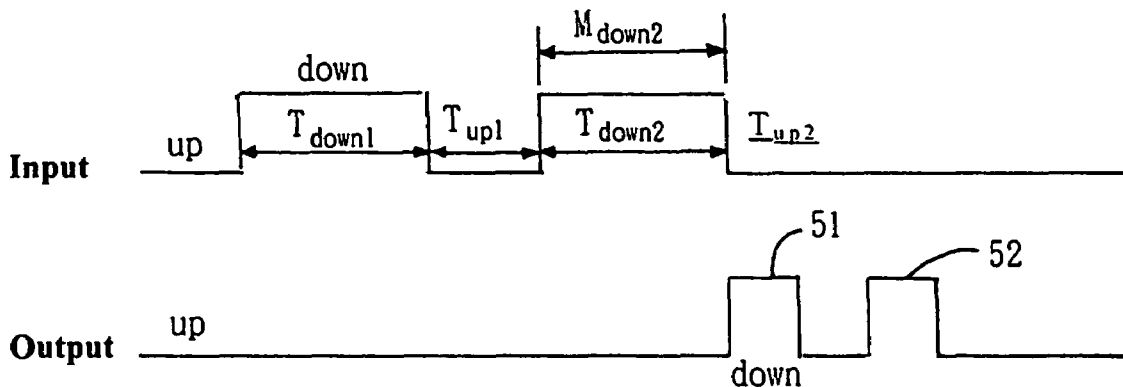 M down2
down
T down1
T up1
T down2
T up2
up
Input
51
52
up
Output
down